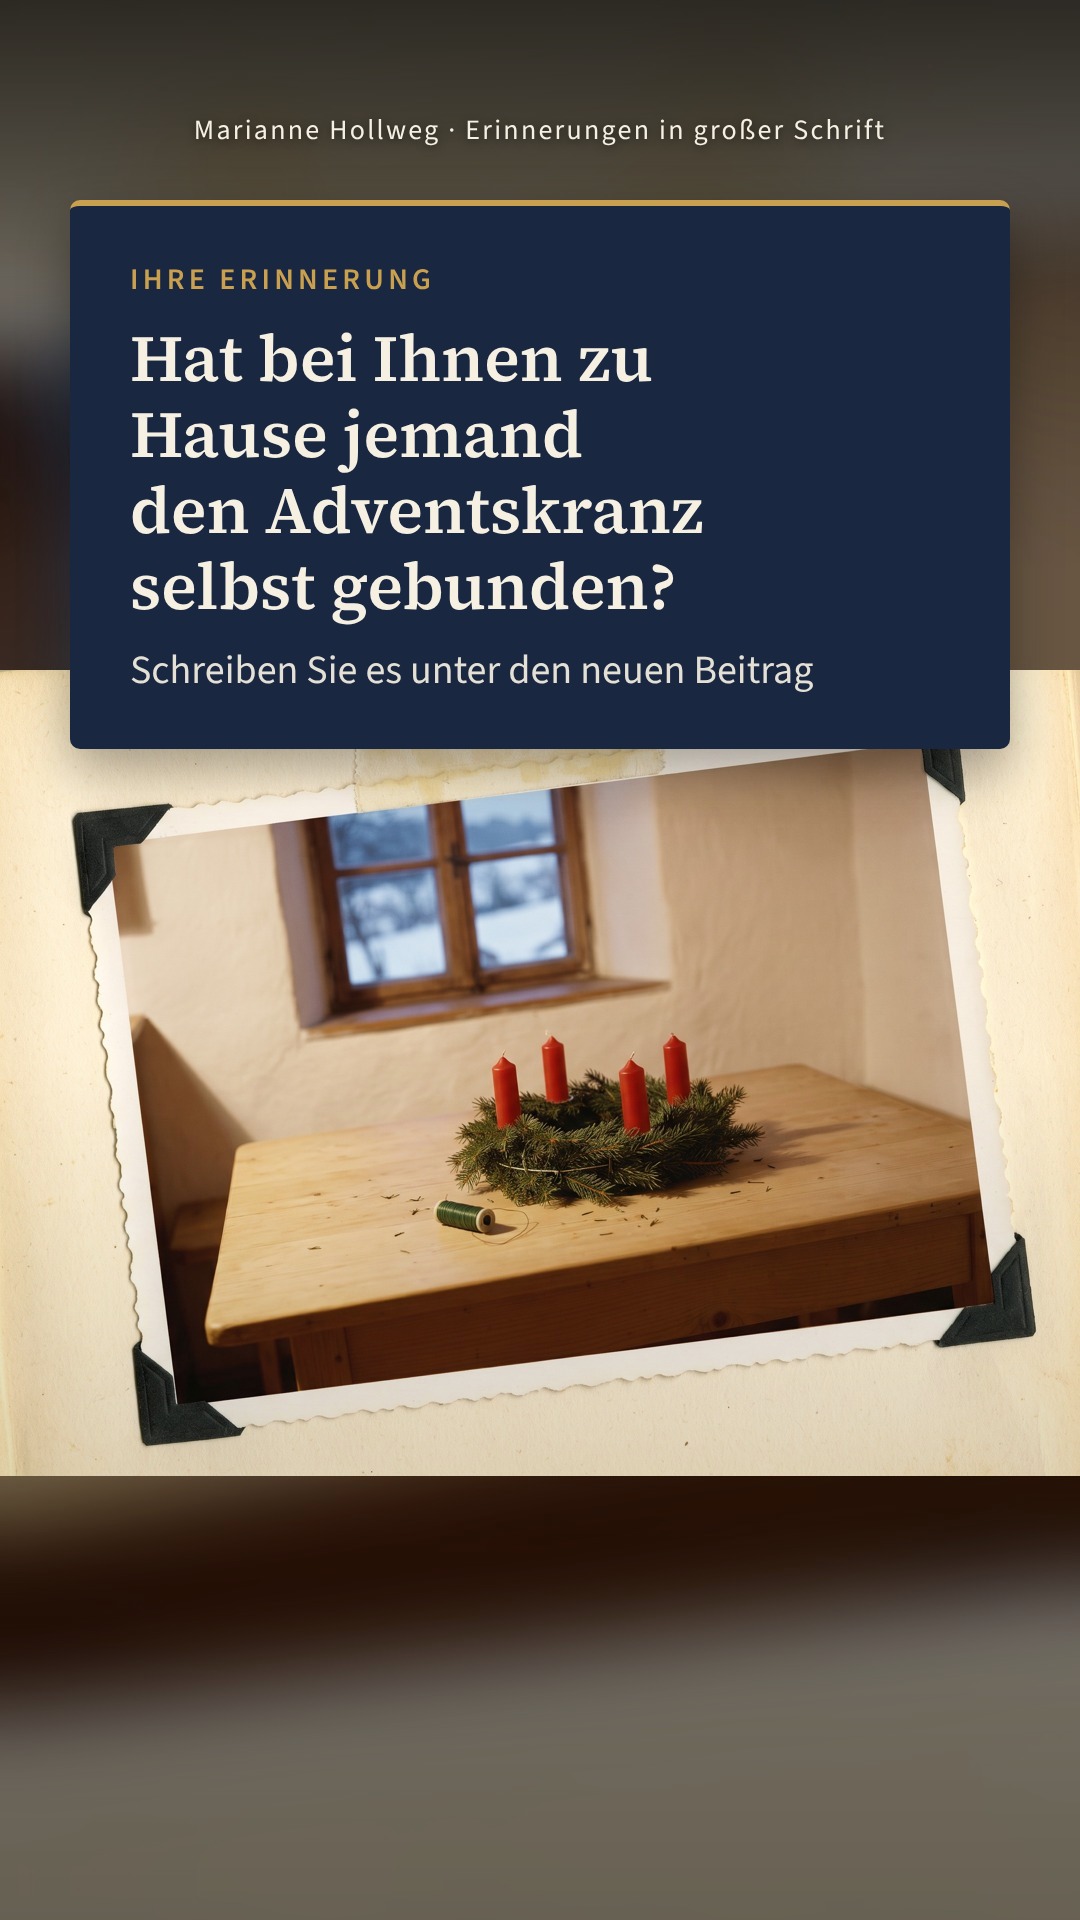 Marianne Hollweg · Erinnerungen in großer Schrift
IHRE ERINNERUNG
Hat bei Ihnen zu
Hause jemand
den Adventskranz
selbst gebunden?
Schreiben Sie es unter den neuen Beitrag